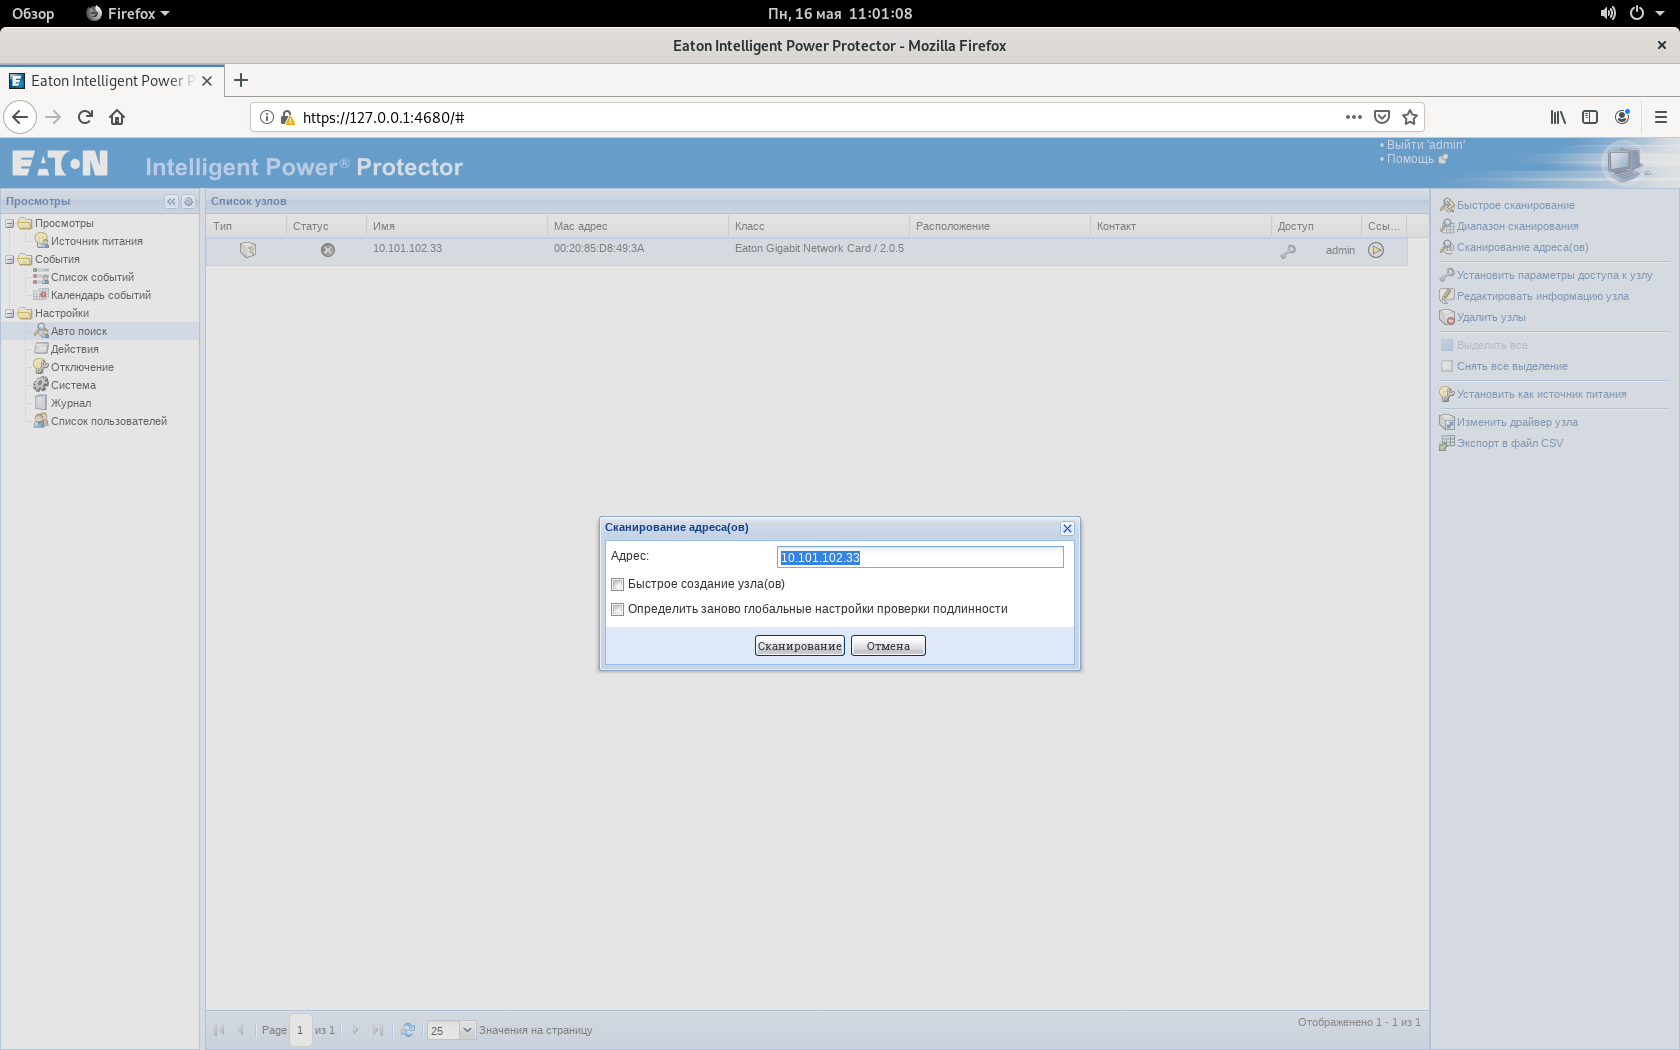 Обзор Firefox Пн, 16 мая 11:01:08
Eaton Intelligent Power Protector - Mozilla Firefox
Eaton Intelligent Power P
https://127.0.0.1:4680/#
EATON Intelligent Power® Protector
• Выйти 'admin'
• Помощь
Просмотры
Просмотры
Источник питания
События
Список событий
Календарь событий
Настройки
Авто поиск
Действия
Отключение
Система
Журнал
Список пользователей
Список узлов
Тип Статус Имя Мас адрес Класс Расположение Контакт Доступ Ссы...
10.101.102.33 00:20:85:D8:49:3A Eaton Gigabit Network Card / 2.0.5 admin
Быстрое сканирование
Диапазон сканирования
Сканирование адреса(ов)
Установить параметры доступа к узлу
Редактировать информацию узла
Удалить узлы
Выделить все
Снять все выделение
Установить как источник питания
Изменить драйвер узла
Экспорт в файл CSV
Сканирование адреса(ов)
Адрес: 10.101.102.33
Быстрое создание узла(ов)
Определить заново глобальные настройки проверки подлинности
Сканирование Отмена
Page 1 из 1 25 Значения на страницу Отображенено 1 - 1 из 1